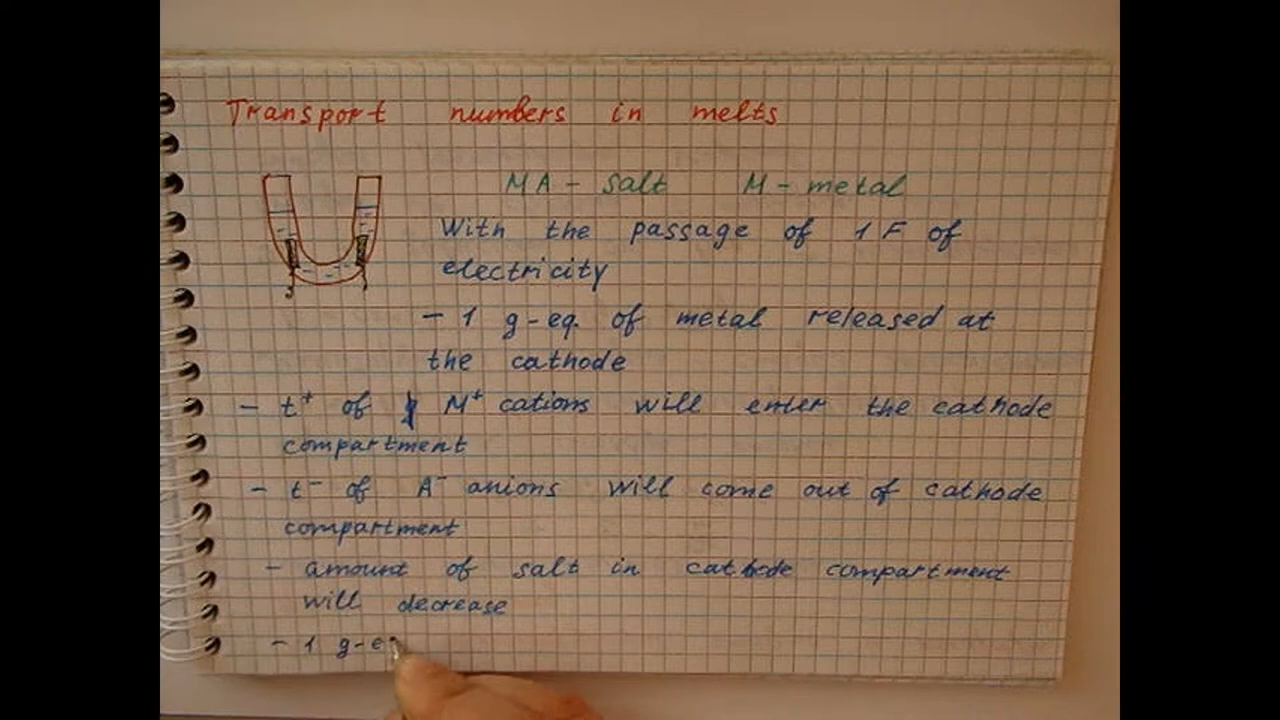 Transport numbers in melts
MA - salt M - metal
With the passage of 1 F of
electricity
- 1 g-eq. of metal released at
the cathode
- t⁺ of M⁺ cations will enter the cathode
compartment
- t⁻ of A⁻ anions will come out of cathode
compartment
- amount of salt in cathode compartment
will decrease
- 1 g-e